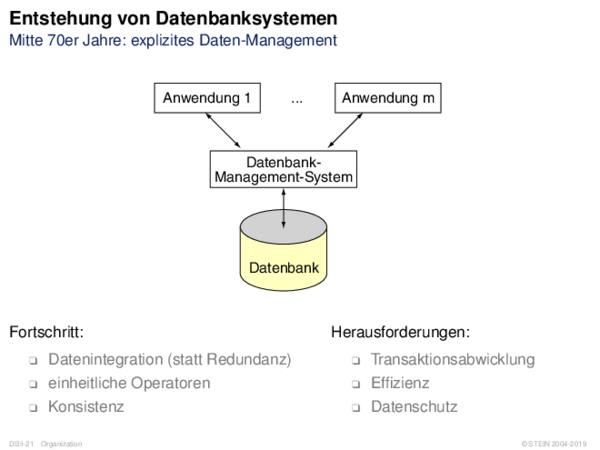 Entstehung von Datenbanksystemen
Mitte 70er Jahre: explizites Daten-Management
Anwendung 1
...
Anwendung m
Datenbank-
Management-System
Datenbank
Fortschritt:
❏ Datenintegration (statt Redundanz)
❏ einheitliche Operatoren
❏ Konsistenz
Herausforderungen:
❏ Transaktionsabwicklung
❏ Effizienz
❏ Datenschutz
DB:I-21 Organization
© STEIN 2004-2019